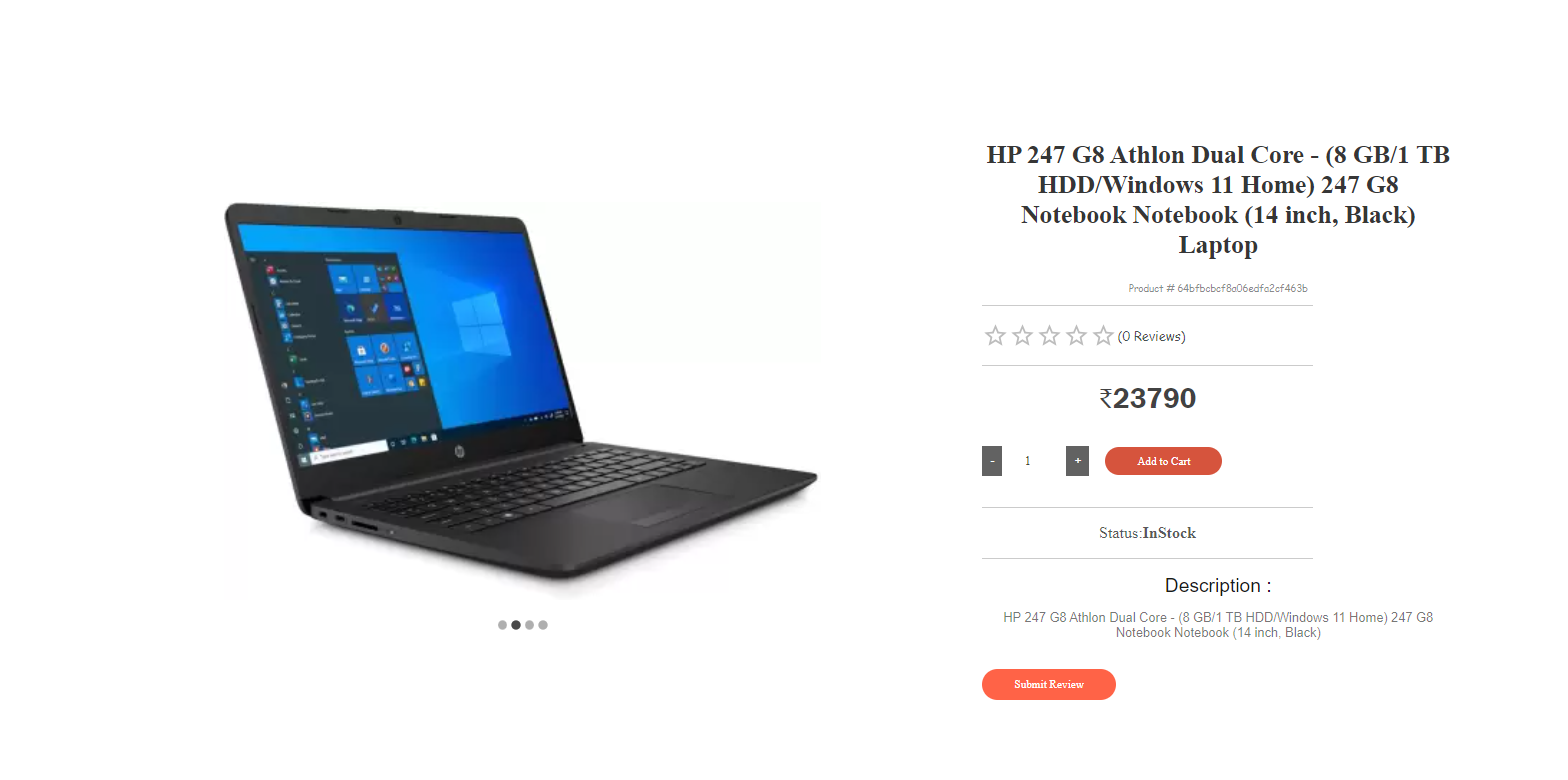 HP 247 G8 Athlon Dual Core - (8 GB/1 TB
HDD/Windows 11 Home) 247 G8
Notebook Notebook (14 inch, Black)
Laptop
Product # 64bfbcbcf8a06edfa2cf463b
(0 Reviews)
₹23790
- 1 + Add to Cart
Status:InStock
Description :
HP 247 G8 Athlon Dual Core - (8 GB/1 TB HDD/Windows 11 Home) 247 G8
Notebook Notebook (14 inch, Black)
Submit Review